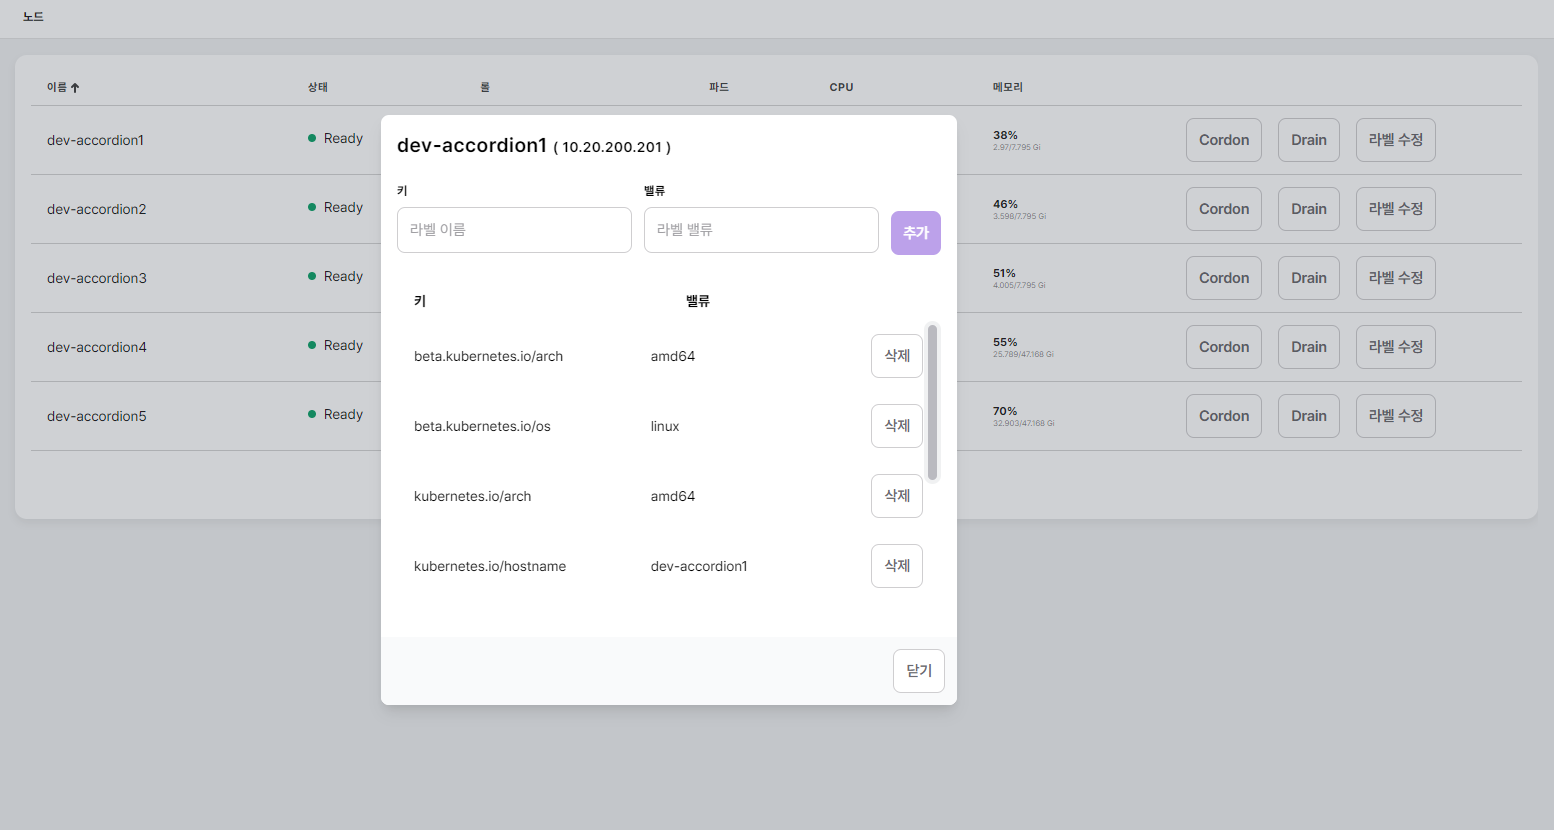 노드
이름 상태 롤 파드 CPU 메모리
dev-accordion1 Ready 38% Cordon Drain 라벨 수정
2.97/7.795 Gi
dev-accordion2 Ready 46% Cordon Drain 라벨 수정
3.598/7.795 Gi
dev-accordion3 Ready 51% Cordon Drain 라벨 수정
4.005/7.795 Gi
dev-accordion4 Ready 55% Cordon Drain 라벨 수정
25.789/47.168 Gi
dev-accordion5 Ready 70% Cordon Drain 라벨 수정
32.903/47.168 Gi
dev-accordion1 ( 10.20.200.201 )
키 밸류
라벨 이름 라벨 밸류 추가
키 밸류
beta.kubernetes.io/arch amd64 삭제
beta.kubernetes.io/os linux 삭제
kubernetes.io/arch amd64 삭제
kubernetes.io/hostname dev-accordion1 삭제
닫기